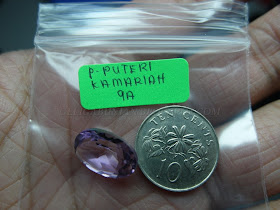 P-PUTERI
KAMARIAH
9A
TEN CENTS
10